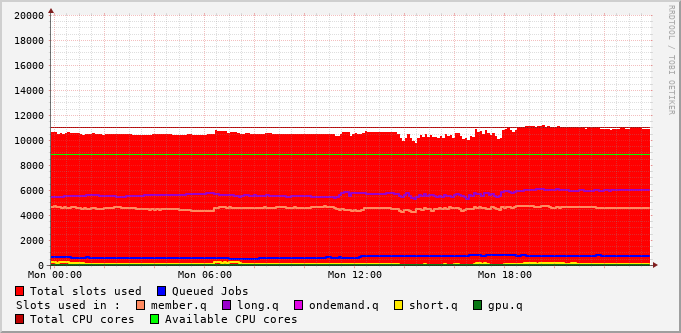 RRDTOOL / TOBI OETIKER
20000
18000
16000
14000
12000
10000
8000
6000
4000
2000
0
Mon 00:00 Mon 06:00 Mon 12:00 Mon 18:00
Total slots used Queued Jobs
Slots used in : member.q long.q ondemand.q short.q gpu.q
Total CPU cores Available CPU cores